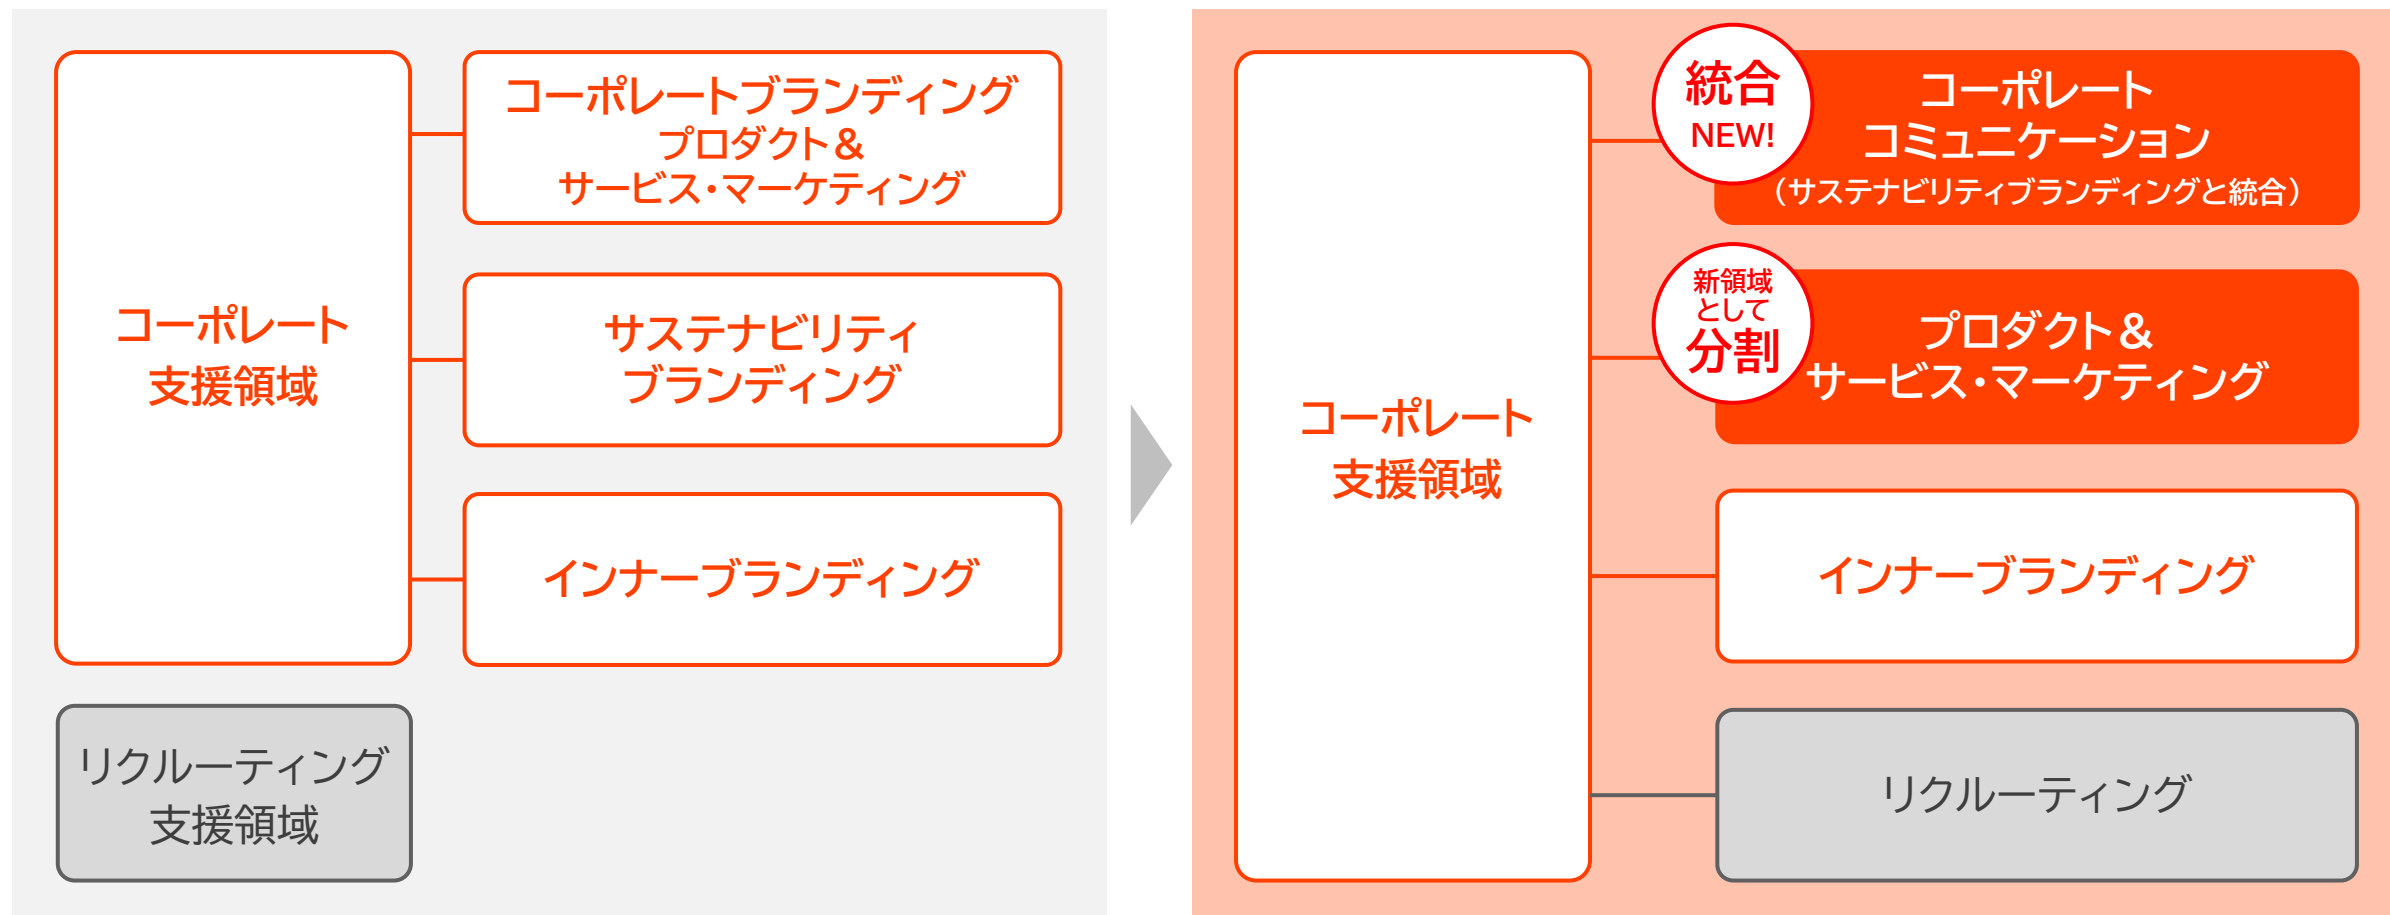 コーポレート
支援領域
コーポレートブランディング
プロダクト&
サービス・マーケティング
サステナビリティ
ブランディング
インナーブランディング
リクルーティング
支援領域
コーポレート
支援領域
統合
NEW!
コーポレート
コミュニケーション
（サステナビリティブランディングと統合）
新領域
として
分割
プロダクト&
サービス・マーケティング
インナーブランディング
リクルーティング